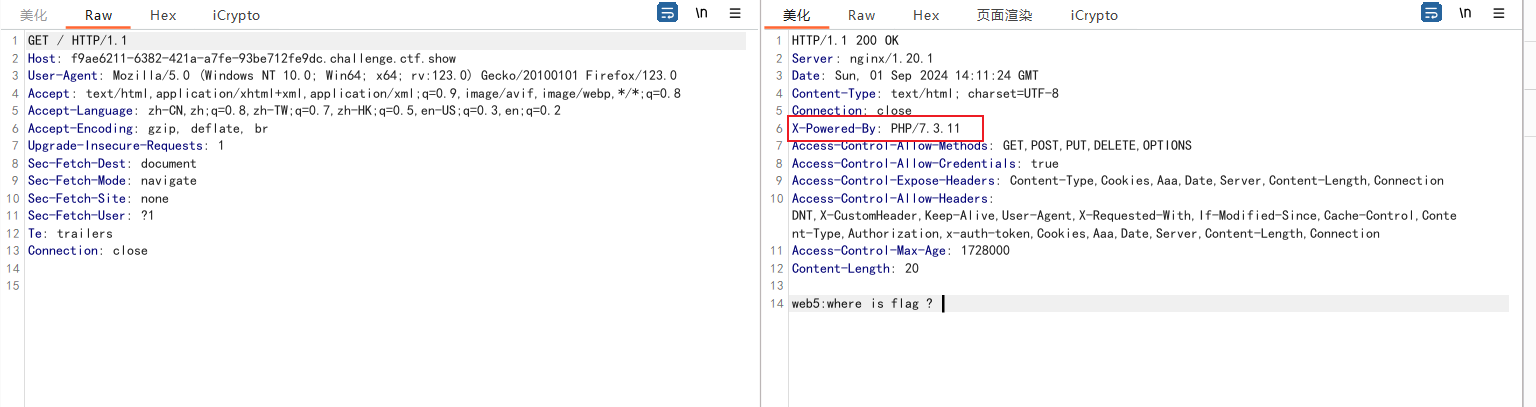 美化 Raw Hex iCrypto \n ☰
1 GET / HTTP/1.1
2 Host: f9ae6211-6382-421a-a7fe-93be712fe9dc.challenge.ctf.show
3 User-Agent: Mozilla/5.0 (Windows NT 10.0; Win64; x64; rv:123.0) Gecko/20100101 Firefox/123.0
4 Accept: text/html,application/xhtml+xml,application/xml;q=0.9,image/avif,image/webp,*/*;q=0.8
5 Accept-Language: zh-CN,zh;q=0.8,zh-TW;q=0.7,zh-HK;q=0.5,en-US;q=0.3,en;q=0.2
6 Accept-Encoding: gzip, deflate, br
7 Upgrade-Insecure-Requests: 1
8 Sec-Fetch-Dest: document
9 Sec-Fetch-Mode: navigate
10 Sec-Fetch-Site: none
11 Sec-Fetch-User: ?1
12 Te: trailers
13 Connection: close
14
15
美化 Raw Hex 页面渲染 iCrypto \n ☰
1 HTTP/1.1 200 OK
2 Server: nginx/1.20.1
3 Date: Sun, 01 Sep 2024 14:11:24 GMT
4 Content-Type: text/html; charset=UTF-8
5 Connection: close
6 X-Powered-By: PHP/7.3.11
7 Access-Control-Allow-Methods: GET,POST,PUT,DELETE,OPTIONS
8 Access-Control-Allow-Credentials: true
9 Access-Control-Expose-Headers: Content-Type,Cookies,Aaa,Date,Server,Content-Length,Connection
10 Access-Control-Allow-Headers:
DNT,X-CustomHeader,Keep-Alive,User-Agent,X-Requested-With,If-Modified-Since,Cache-Control,Conte
nt-Type,Authorization,x-auth-token,Cookies,Aaa,Date,Server,Content-Length,Connection
11 Access-Control-Max-Age: 1728000
12 Content-Length: 20
13
14 web5:where is flag ?